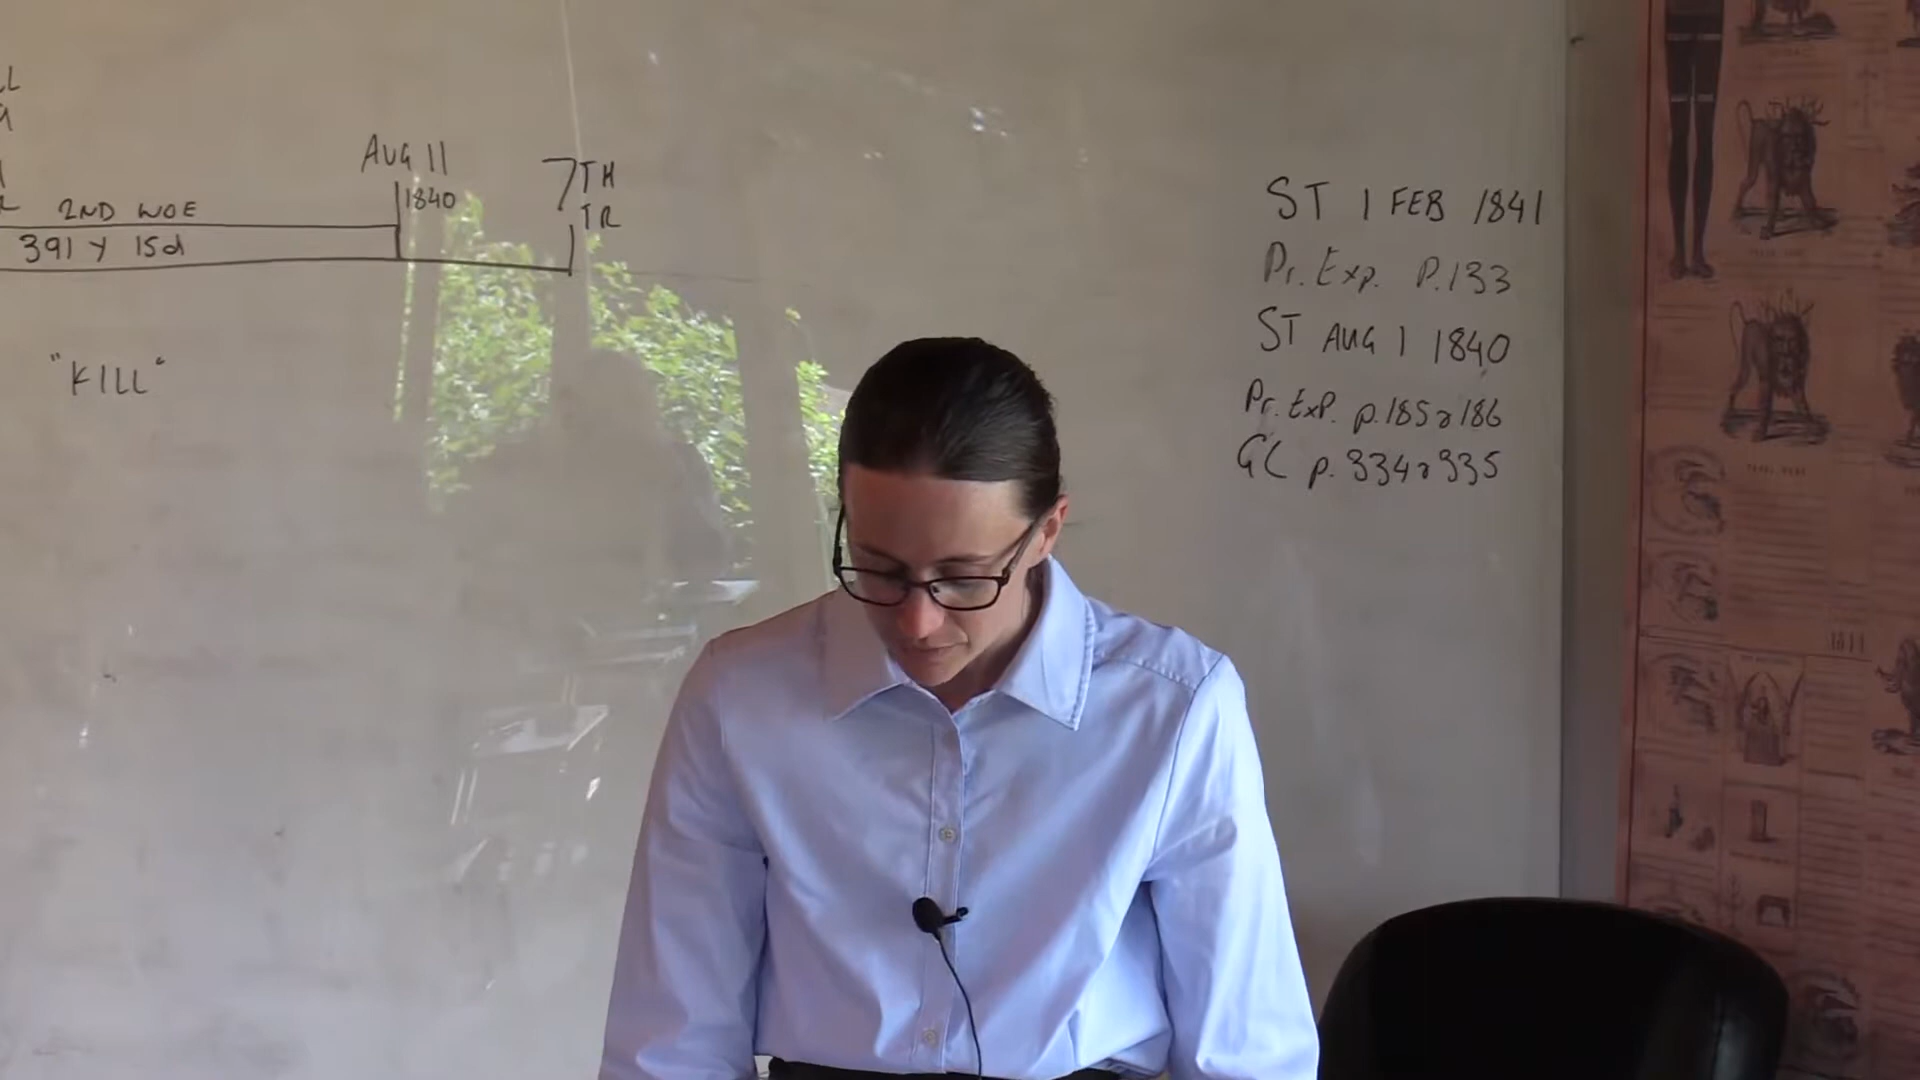 AUG 11
1840
7TH
TR
2ND WOE
391 Y 15d
"KILL"
ST 1 FEB 1841
Pr. Exp. P.133
ST AUG 1 1840
Pr. Exp. p.185 & 186
GC p. 334 & 335